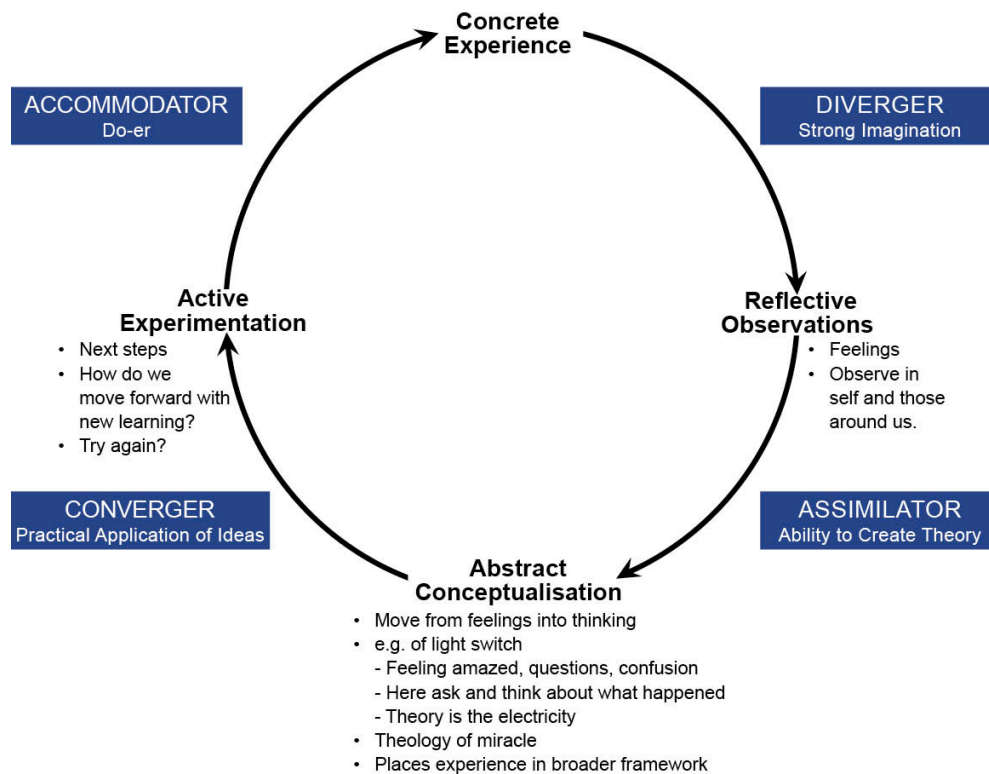 Concrete
Experience
ACCOMMODATOR
Do-er
DIVERGER
Strong Imagination
Active
Experimentation
• Next steps
• How do we
move forward with
new learning?
• Try again?
Reflective
Observations
• Feelings
• Observe in
self and those
around us.
CONVERGER
Practical Application of Ideas
ASSIMILATOR
Ability to Create Theory
Abstract
Conceptualisation
• Move from feelings into thinking
• e.g. of light switch
- Feeling amazed, questions, confusion
- Here ask and think about what happened
- Theory is the electricity
• Theology of miracle
• Places experience in broader framework